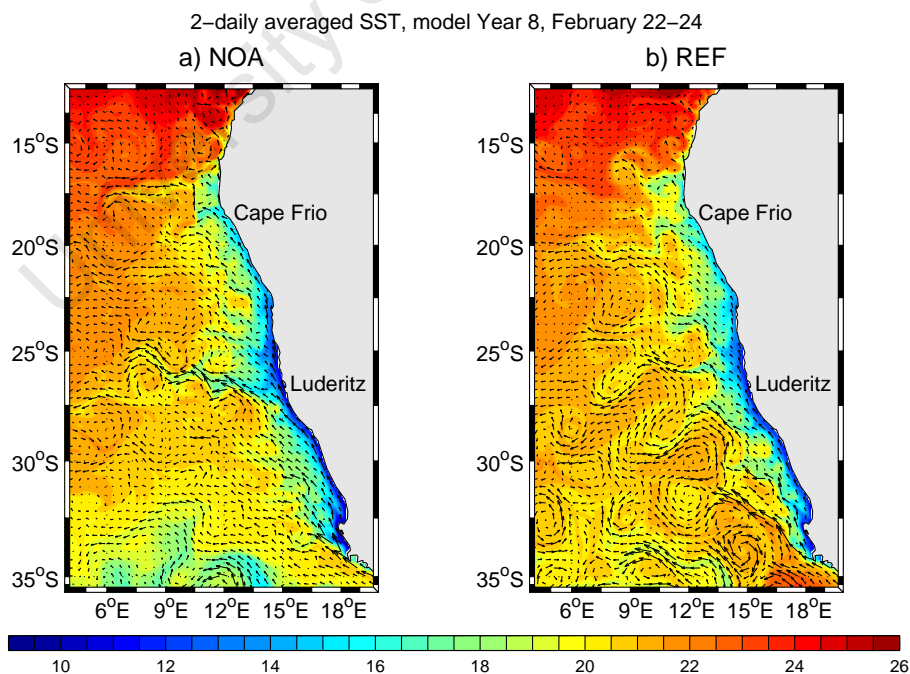 2−daily averaged SST, model Year 8, February 22−24
a) NOA b) REF
15°S 15°S
Cape Frio Cape Frio
20°S 20°S
25°S 25°S
Luderitz Luderitz
30°S 30°S
35°S 35°S
6°E 9°E 12°E 15°E 18°E 6°E 9°E 12°E 15°E 18°E
10 12 14 16 18 20 22 24 26
University of